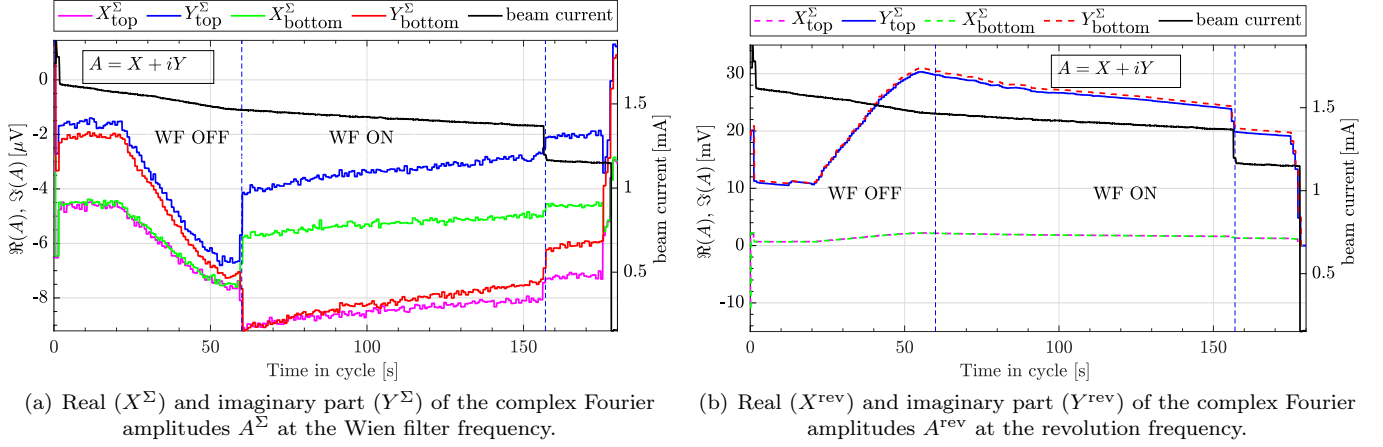 X^Σ_top Y^Σ_top X^Σ_bottom Y^Σ_bottom beam current
A = X + iY
WF OFF WF ON
ℜ(A), ℑ(A) [μV]
0
-2
-4
-6
-8
beam current [mA]
1.5
1
0.5
0 50 100 150
Time in cycle [s]
(a) Real (X^Σ) and imaginary part (Y^Σ) of the complex Fourier
amplitudes A^Σ at the Wien filter frequency.
X^Σ_top Y^Σ_top X^Σ_bottom Y^Σ_bottom beam current
A = X + iY
WF OFF WF ON
ℜ(A), ℑ(A) [mV]
30
20
10
0
-10
beam current [mA]
1.5
1
0.5
0 50 100 150
Time in cycle [s]
(b) Real (X^rev) and imaginary part (Y^rev) of the complex Fourier
amplitudes A^rev at the revolution frequency.